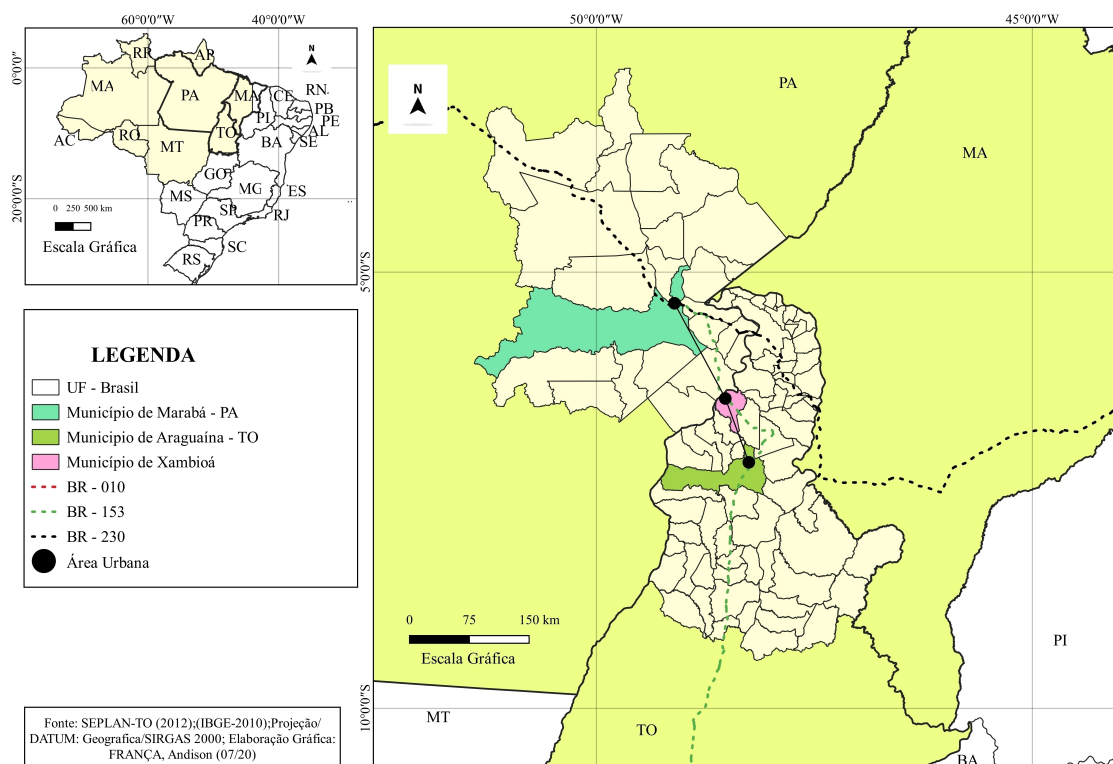 60°0'0"W
40°0'0"W
0°0'0"
20°0'0"S
N
RR
AP
MA
PA
MA
CE
RN
PB
PI
PE
AL
TO
AC
RO
SE
BA
MT
GO
MG
ES
MS
SP
RJ
PR
SC
RS
0 250 500 km
Escala Gráfica
LEGENDA
UF - Brasil
Município de Marabá - PA
Municipio de Araguaína - TO
Município de Xambioá
BR - 010
BR - 153
BR - 230
Área Urbana
Fonte: SEPLAN-TO (2012);(IBGE-2010);Projeção/
DATUM: Geografica/SIRGAS 2000; Elaboração Gráfica:
FRANÇA, Andison (07/20)
50°0'0"W
45°0'0"W
5°0'0"S
10°0'0"S
N
PA
MA
0 75 150 km
Escala Gráfica
PI
MT
TO
BA